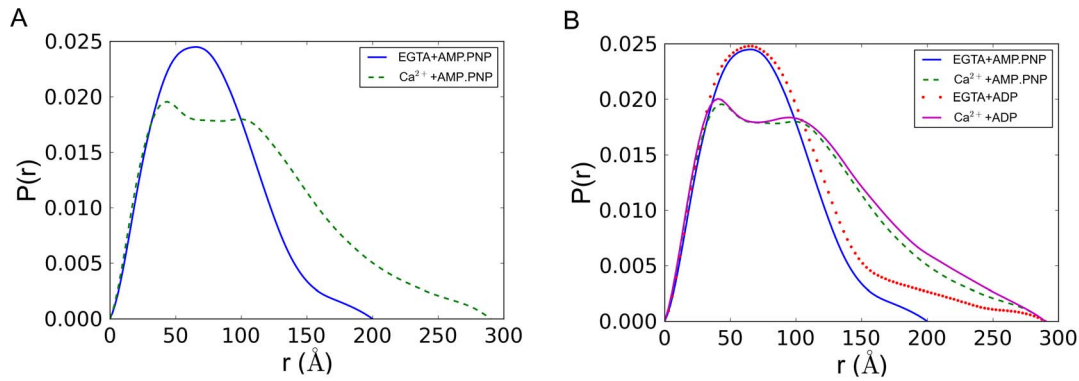 A
0.025
0.020
0.015
0.010
0.005
0.000
P(r)
0 50 100 150 200 250 300
r (Å)
EGTA+AMP.PNP
Ca²⁺ +AMP.PNP
B
0.025
0.020
0.015
0.010
0.005
0.000
P(r)
0 50 100 150 200 250 300
r (Å)
EGTA+AMP.PNP
Ca²⁺ +AMP.PNP
EGTA+ADP
Ca²⁺ +ADP